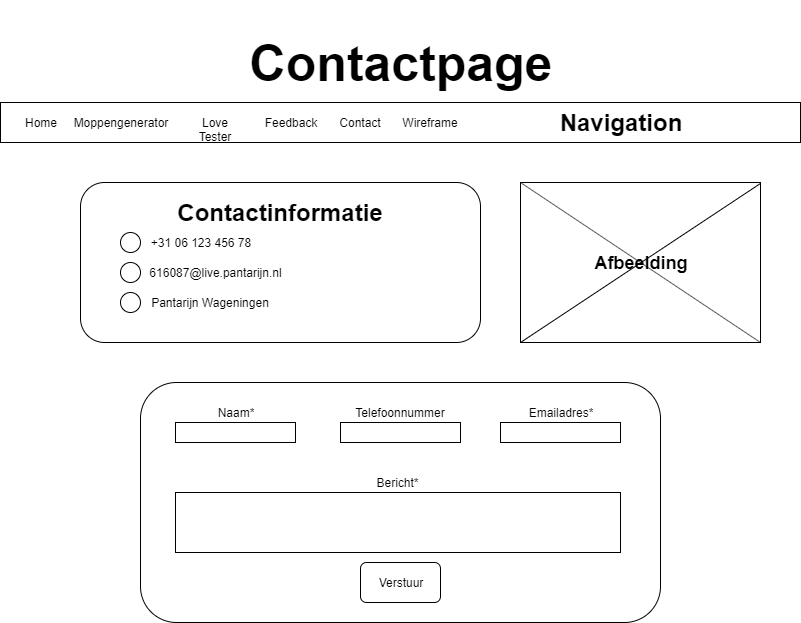 Contactpage
Home Moppengenerator Love Tester Feedback Contact Wireframe Navigation
Contactinformatie
+31 06 123 456 78
616087@live.pantarijn.nl
Pantarijn Wageningen
Afbeelding
Naam* Telefoonnummer Emailadres*
Bericht*
Verstuur